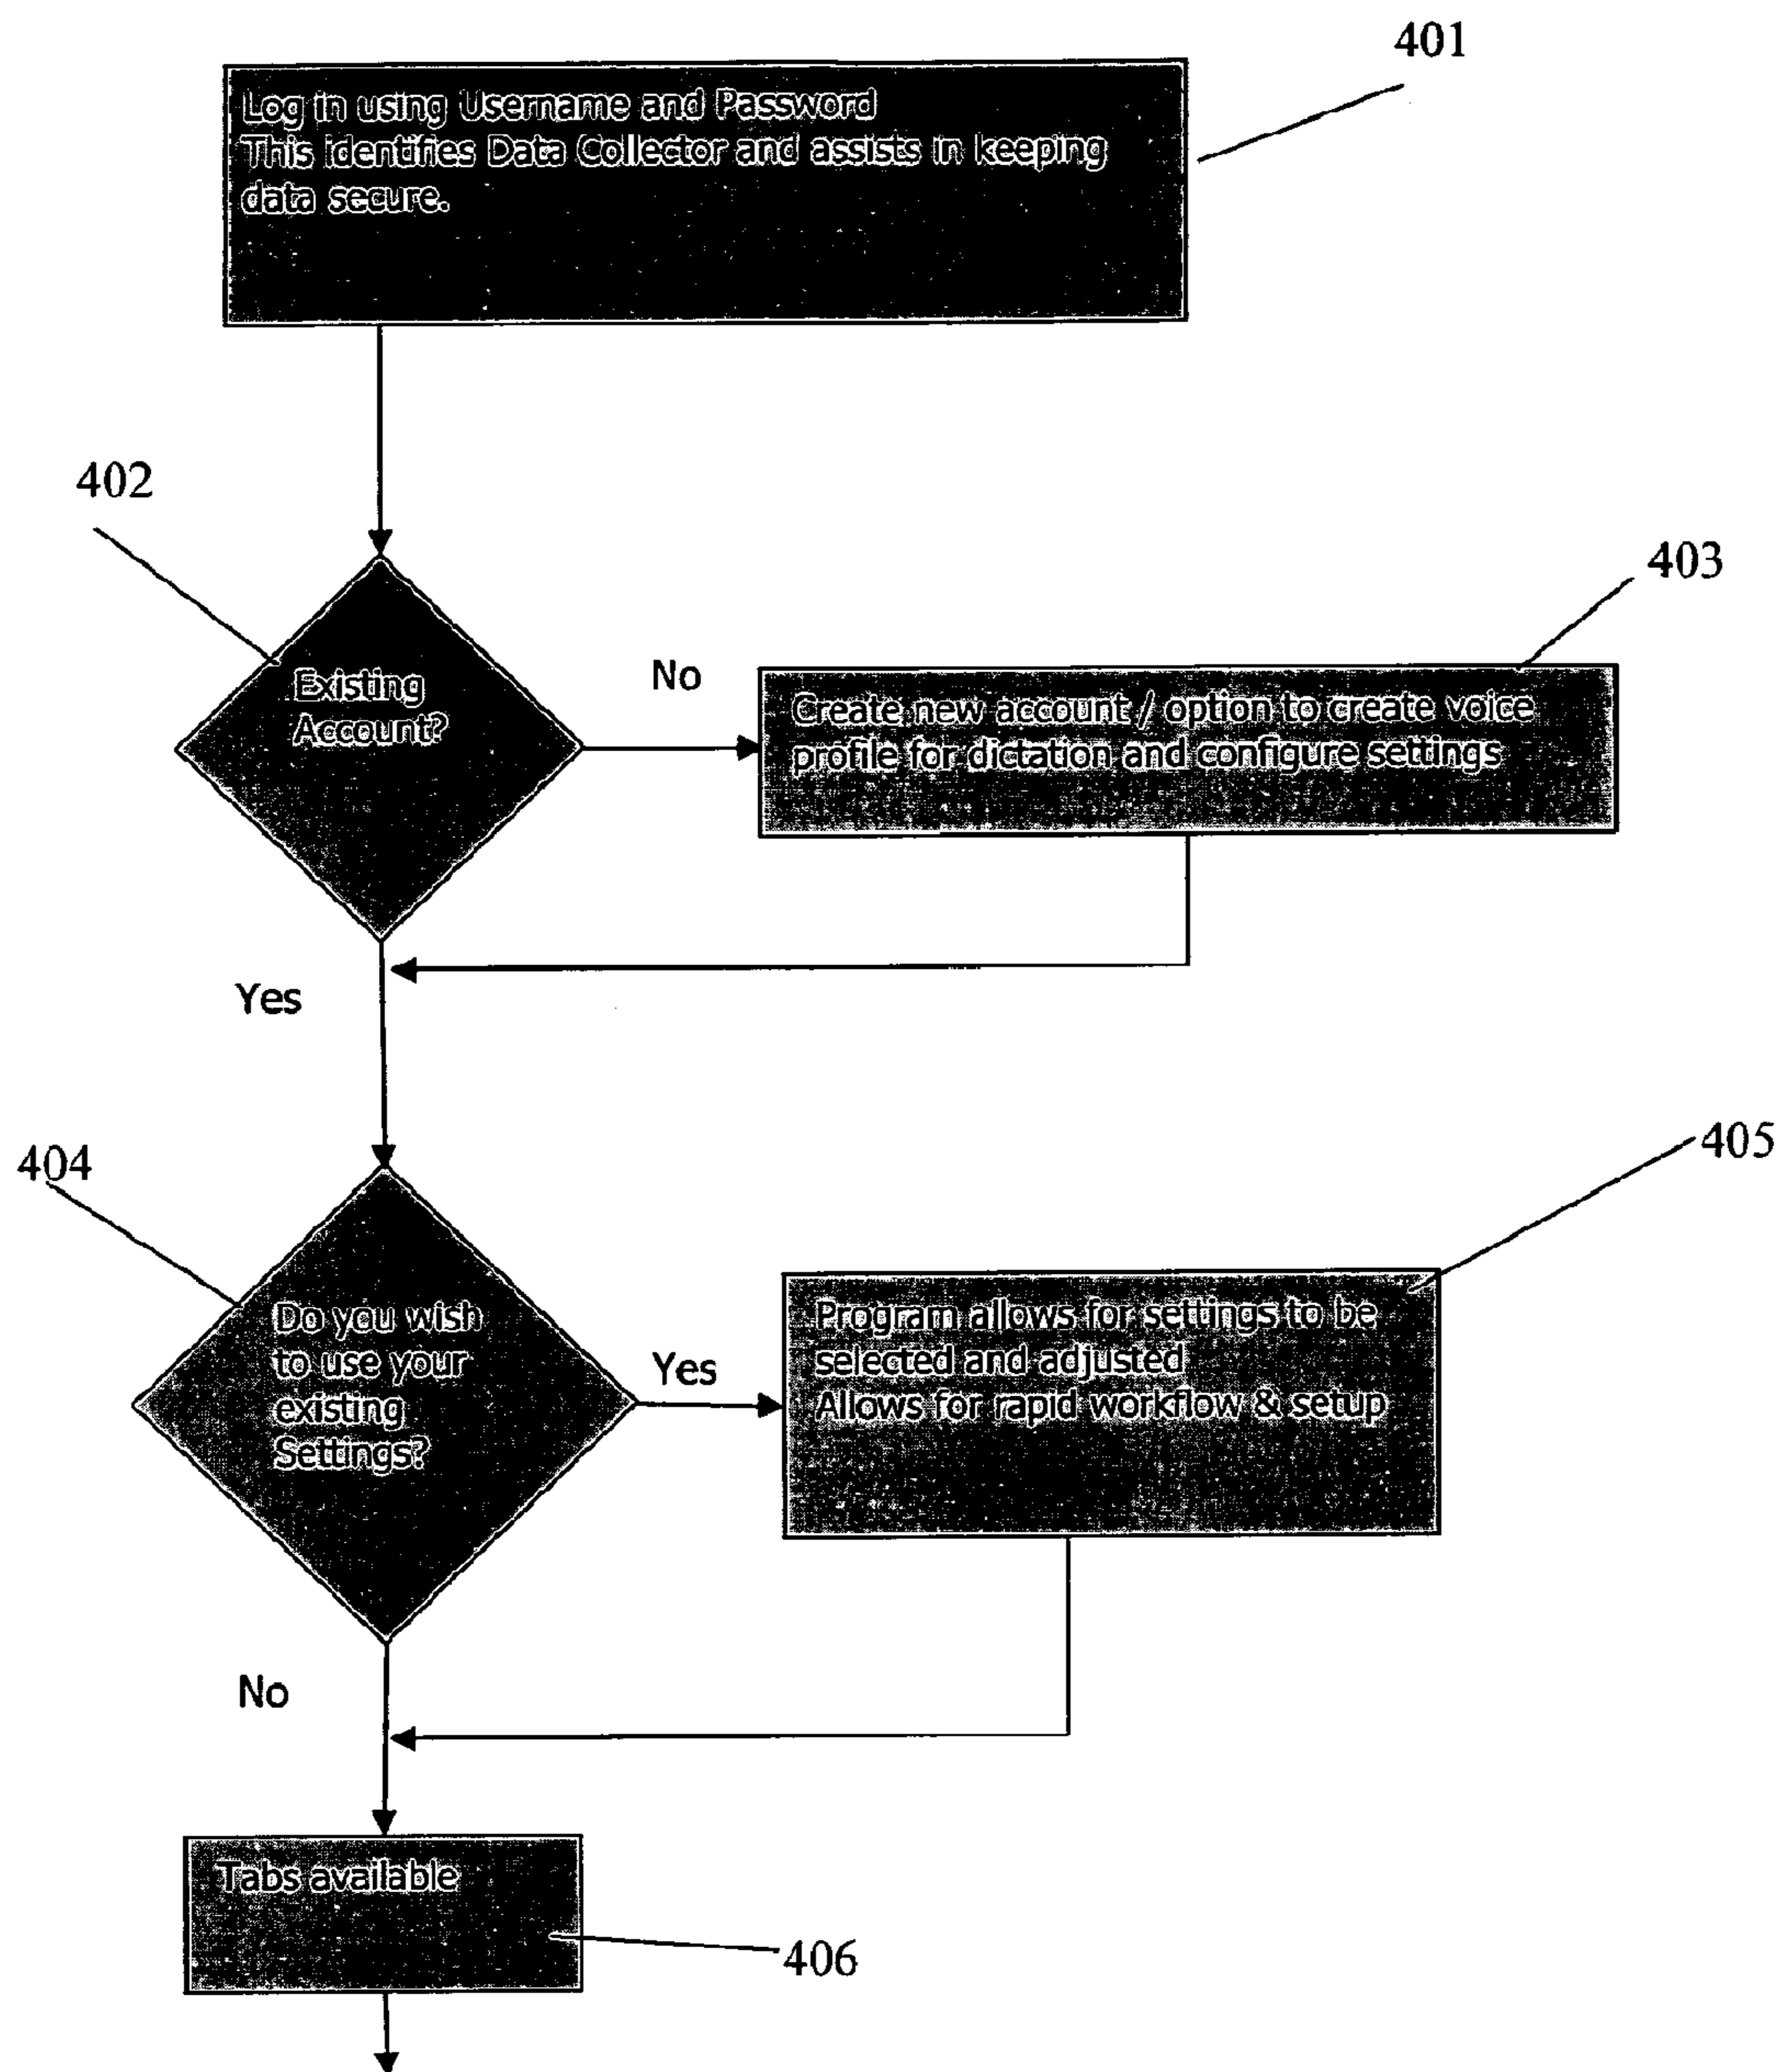 401
Log in using Username and Password
This identifies Data Collector and assists in keeping
data secure.
402
403
Existing
Account?
No
Create new account / option to create voice
profile for dictation and configure settings
Yes
404
405
Do you wish
to use your
existing
Settings?
Yes
Program allows for settings to be
selected and adjusted
Allows for rapid workflow & setup
No
Tabs available
406